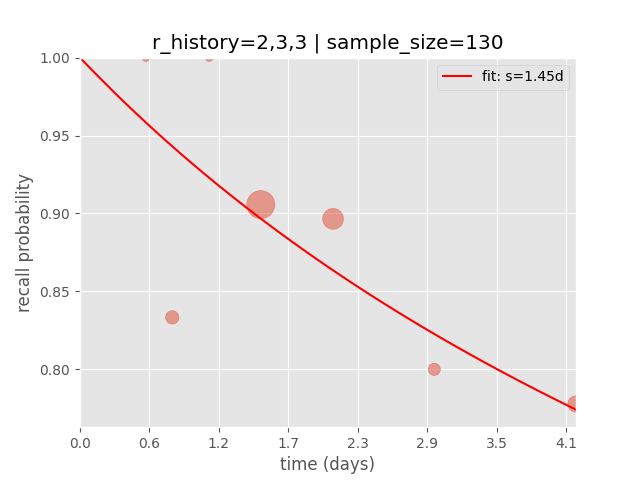 r_history=2,3,3 | sample_size=130
fit: s=1.45d
recall probability
1.00
0.95
0.90
0.85
0.80
0.0 0.6 1.2 1.7 2.3 2.9 3.5 4.1
time (days)